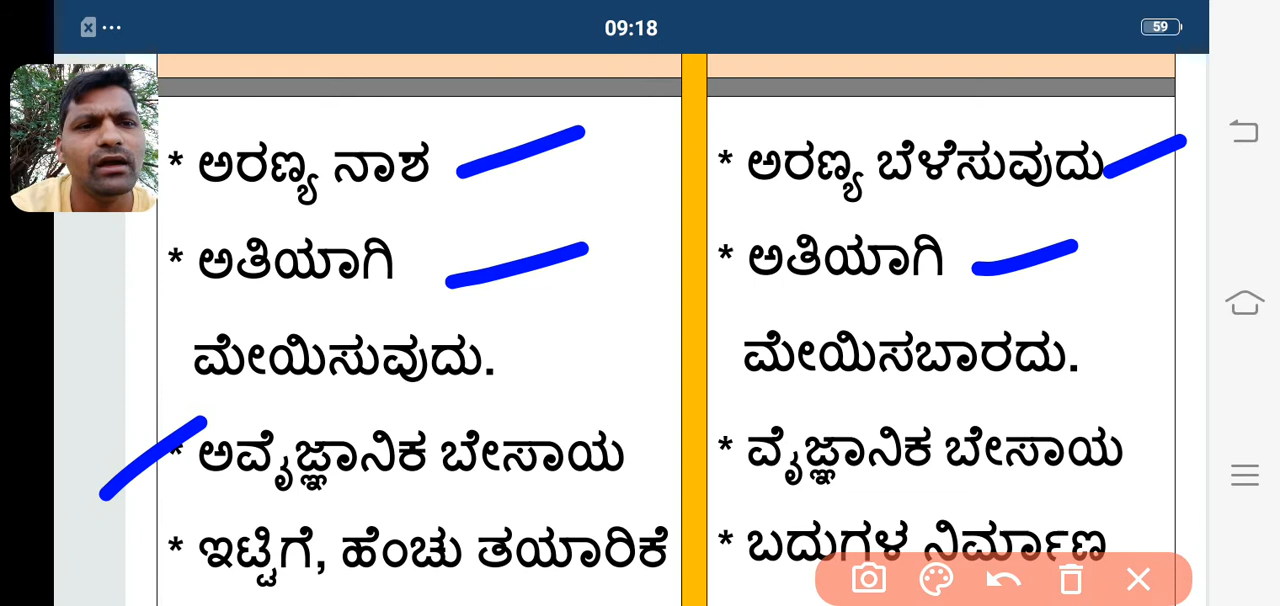 09:18
59
* ಅರಣ್ಯ ನಾಶ
* ಅತಿಯಾಗಿ
ಮೇಯಿಸುವುದು.
* ಅವೈಜ್ಞಾನಿಕ ಬೇಸಾಯ
* ಇಟ್ಟಿಗೆ, ಹೆಂಚು ತಯಾರಿಕೆ
* ಅರಣ್ಯ ಬೆಳೆಸುವುದು
* ಅತಿಯಾಗಿ
ಮೇಯಿಸಬಾರದು.
* ವೈಜ್ಞಾನಿಕ ಬೇಸಾಯ
* ಬದುಗಳ ನಿರ್ಮಾಣ